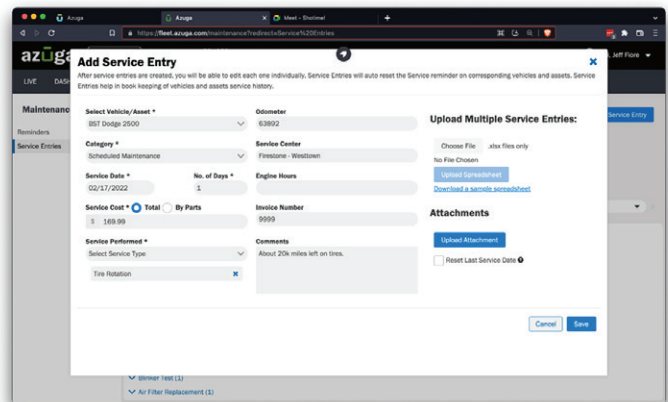 Azuga
Azuga
Meet - Shotime!
https://fleet.azuga.com/maintenance?redirect=Service%20Entries
azūga
Jeff Fiore
LIVE
Maintenance
Reminders
Service Entries
Service Entry
Add Service Entry
After service entries are created, you will be able to edit each one individually. Service Entries will auto reset the Service reminder on corresponding vehicles and assets. Service
Entries help in book keeping of vehicles and assets service history.
Select Vehicle/Asset *
BST Dodge 2500
Category *
Scheduled Maintenance
Service Date *
No. of Days *
02/17/2022
1
Service Cost * Total By Parts
$ 169.99
Service Performed *
Select Service Type
Tire Rotation
Odometer
63892
Service Center
Firestone - Westtown
Engine Hours
Invoice Number
9999
Comments
About 20k miles left on tires.
Upload Multiple Service Entries:
Choose File .xlsx files only
No File Chosen
Upload Spreadsheet
Download a sample spreadsheet
Attachments
Upload Attachment
Reset Last Service Date
Cancel
Save
Blinker Test (1)
Air Filter Replacement (1)